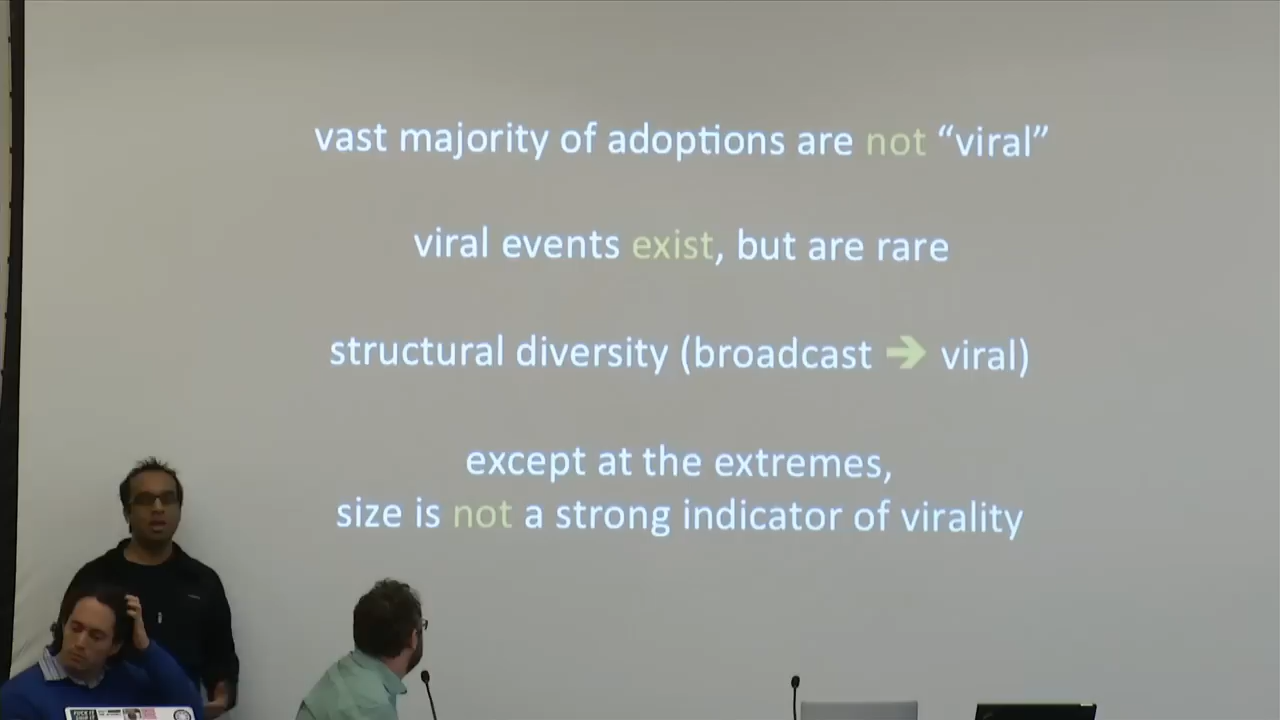 vast majority of adoptions are not “viral”
viral events exist, but are rare
structural diversity (broadcast ➔ viral)
except at the extremes,
size is not a strong indicator of virality